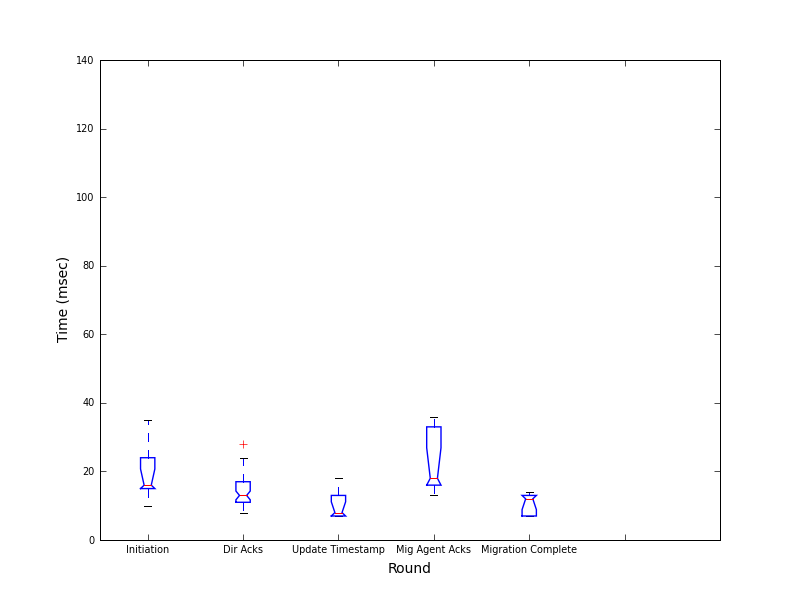 140
120
100
80
60
40
20
0
Time (msec)
Initiation Dir Acks Update Timestamp Mig Agent Acks Migration Complete
Round